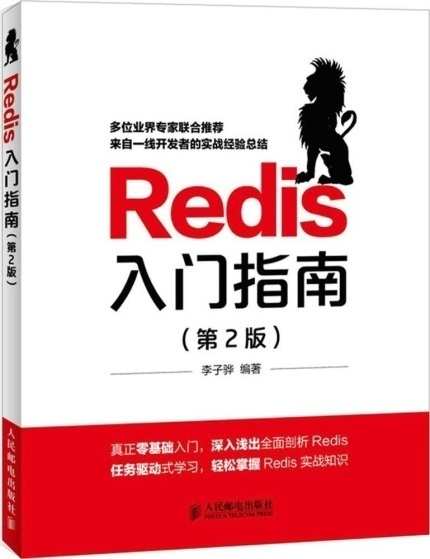 多位业界专家联合推荐
来自一线开发者的实战经验总结
Redis
入门指南
(第2版)
李子骅 编著
真正零基础入门，深入浅出全面剖析 Redis
任务驱动式学习，轻松掌握 Redis 实战知识
人民邮电出版社
POSTS & TELECOM PRESS
Redis 入门指南(第2版)
人民邮电出版社